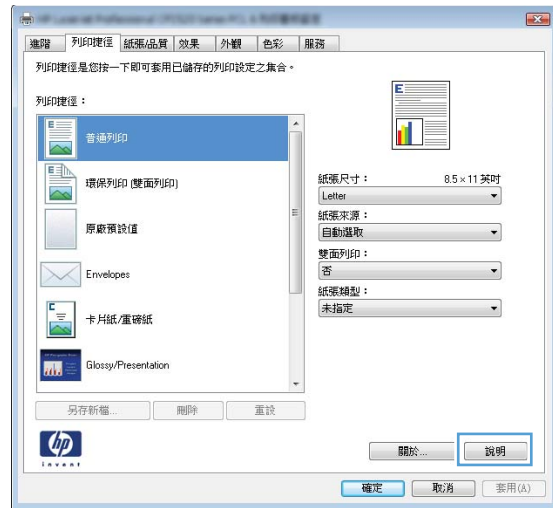 進階 列印捷徑 紙張/品質 效果 外觀 色彩 服務
列印捷徑是您按一下即可套用已儲存的列印設定之集合。
列印捷徑：
普通列印
環保列印 (雙面列印)
原廠預設值
Envelopes
卡片紙/重磅紙
Glossy/Presentation
E
紙張尺寸： 8.5 × 11 英吋
Letter
紙張來源：
自動選取
雙面列印：
否
紙張類型：
未指定
另存新檔... 刪除 重設
hp
invent
關於... 說明
確定 取消 套用(A)